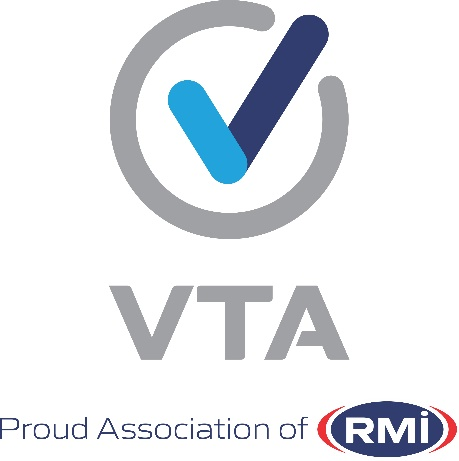 VTA
Proud Association of RMi